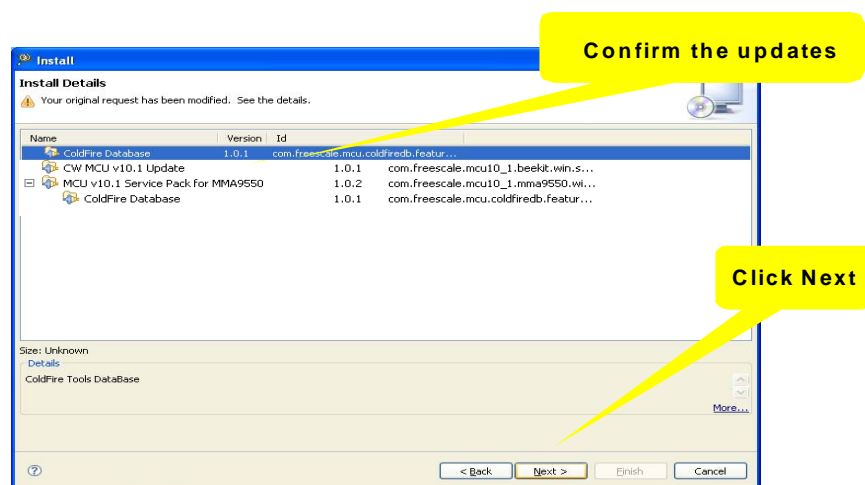 Confirm the updates
Install
Install Details
Your original request has been modified. See the details.
Name Version Id
ColdFire Database 1.0.1 com.freescale.mcu.coldfiredb.featur...
CW MCU v10.1 Update 1.0.1 com.freescale.mcu10_1.beekit.win.s...
MCU v10.1 Service Pack for MMA9550 1.0.2 com.freescale.mcu10_1.mma9550.wi...
ColdFire Database 1.0.1 com.freescale.mcu.coldfiredb.featur...
Click Next
Size: Unknown
Details
ColdFire Tools DataBase
More...
< Back Next > Finish Cancel